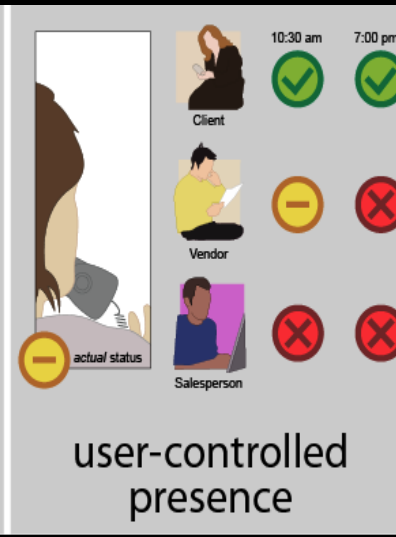 10:30 am
7:00 pm
Client
Vendor
actual status
Salesperson
user-controlled
presence